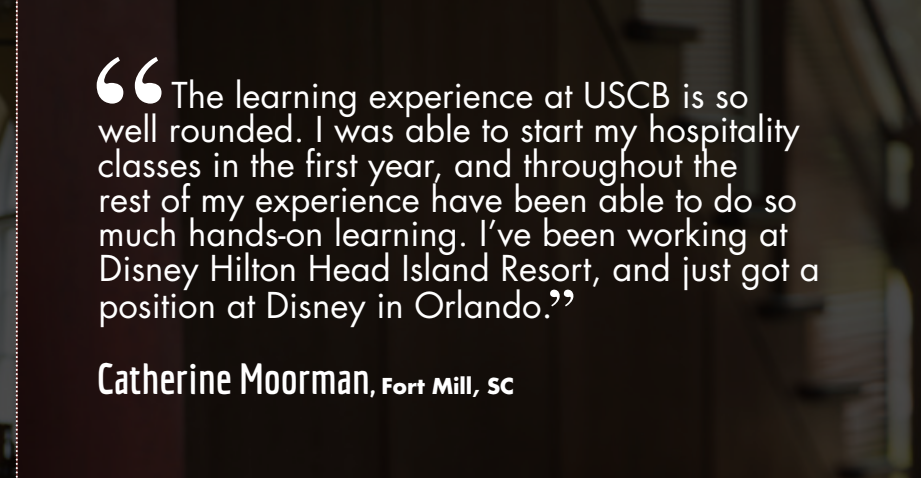 “The learning experience at USCB is so
well rounded. I was able to start my hospitality
classes in the first year, and throughout the
rest of my experience have been able to do so
much hands-on learning. I’ve been working at
Disney Hilton Head Island Resort, and just got a
position at Disney in Orlando.”
Catherine Moorman, Fort Mill, SC